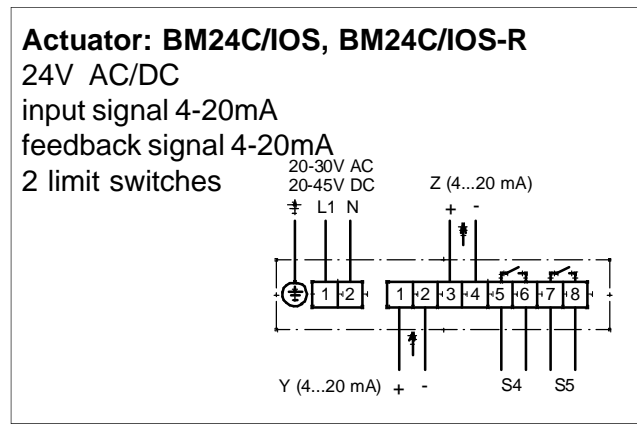 Actuator: BM24C/IOS, BM24C/IOS-R
24V AC/DC
input signal 4-20mA
feedback signal 4-20mA
2 limit switches
20-30V AC
20-45V DC
Z (4...20 mA)
L1 N
+ -
1 2 1 2 3 4 5 6 7 8
Y (4...20 mA) + - S4 S5